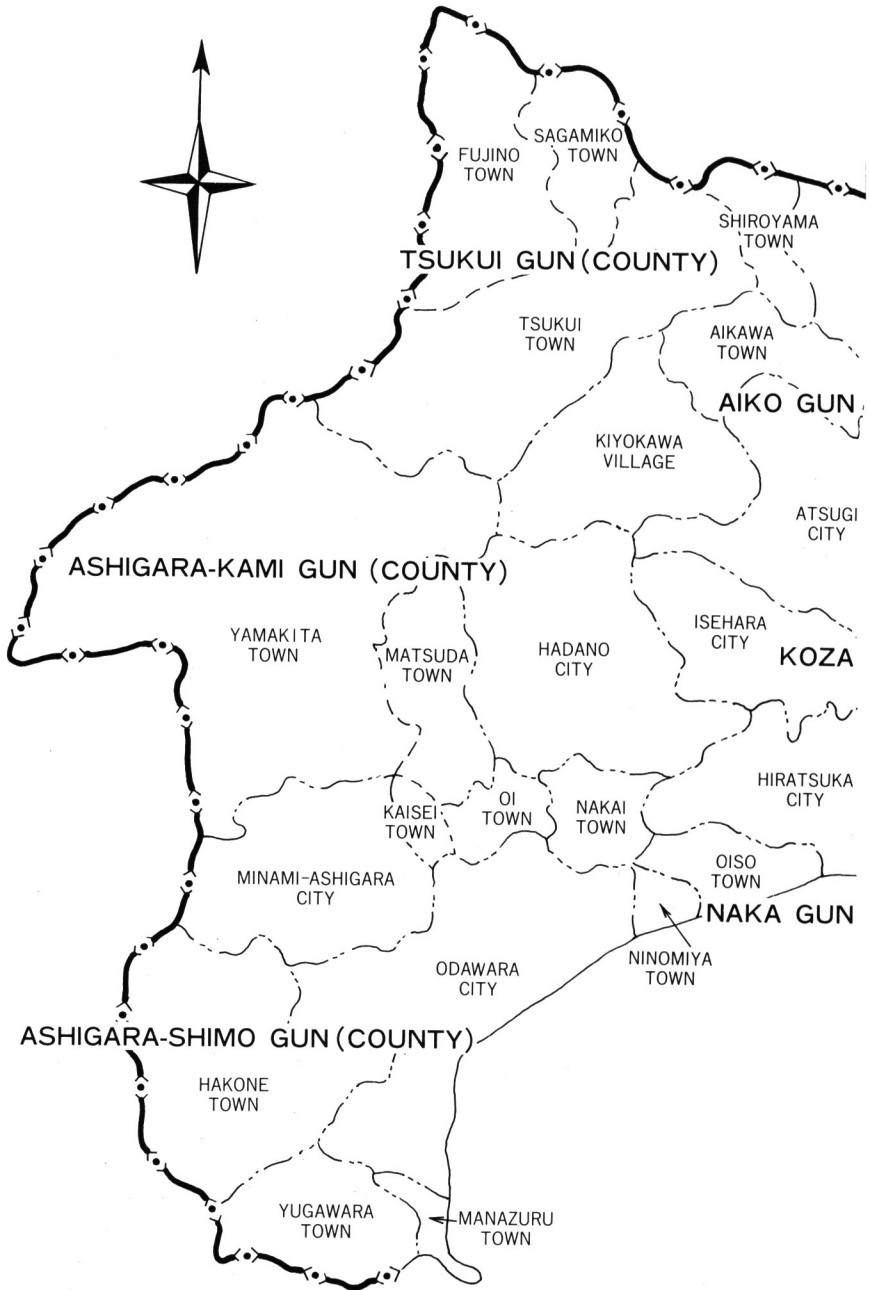 FUJINO
TOWN
SAGAMIKO
TOWN
SHIROYAMA
TOWN
TSUKUI GUN (COUNTY)
TSUKUI
TOWN
AIKAWA
TOWN
AIKO GUN
KIYOKAWA
VILLAGE
ATSUGI
CITY
ASHIGARA-KAMI GUN (COUNTY)
YAMAKITA
TOWN
MATSUDA
TOWN
HADANO
CITY
ISEHARA
CITY
KOZA
HIRATSUKA
CITY
KAISEI
TOWN
OI
TOWN
NAKAI
TOWN
OISO
TOWN
MINAMI-ASHIGARA
CITY
NAKA GUN
NINOMIYA
TOWN
ODAWARA
CITY
ASHIGARA-SHIMO GUN (COUNTY)
HAKONE
TOWN
YUGAWARA
TOWN
MANAZURU
TOWN